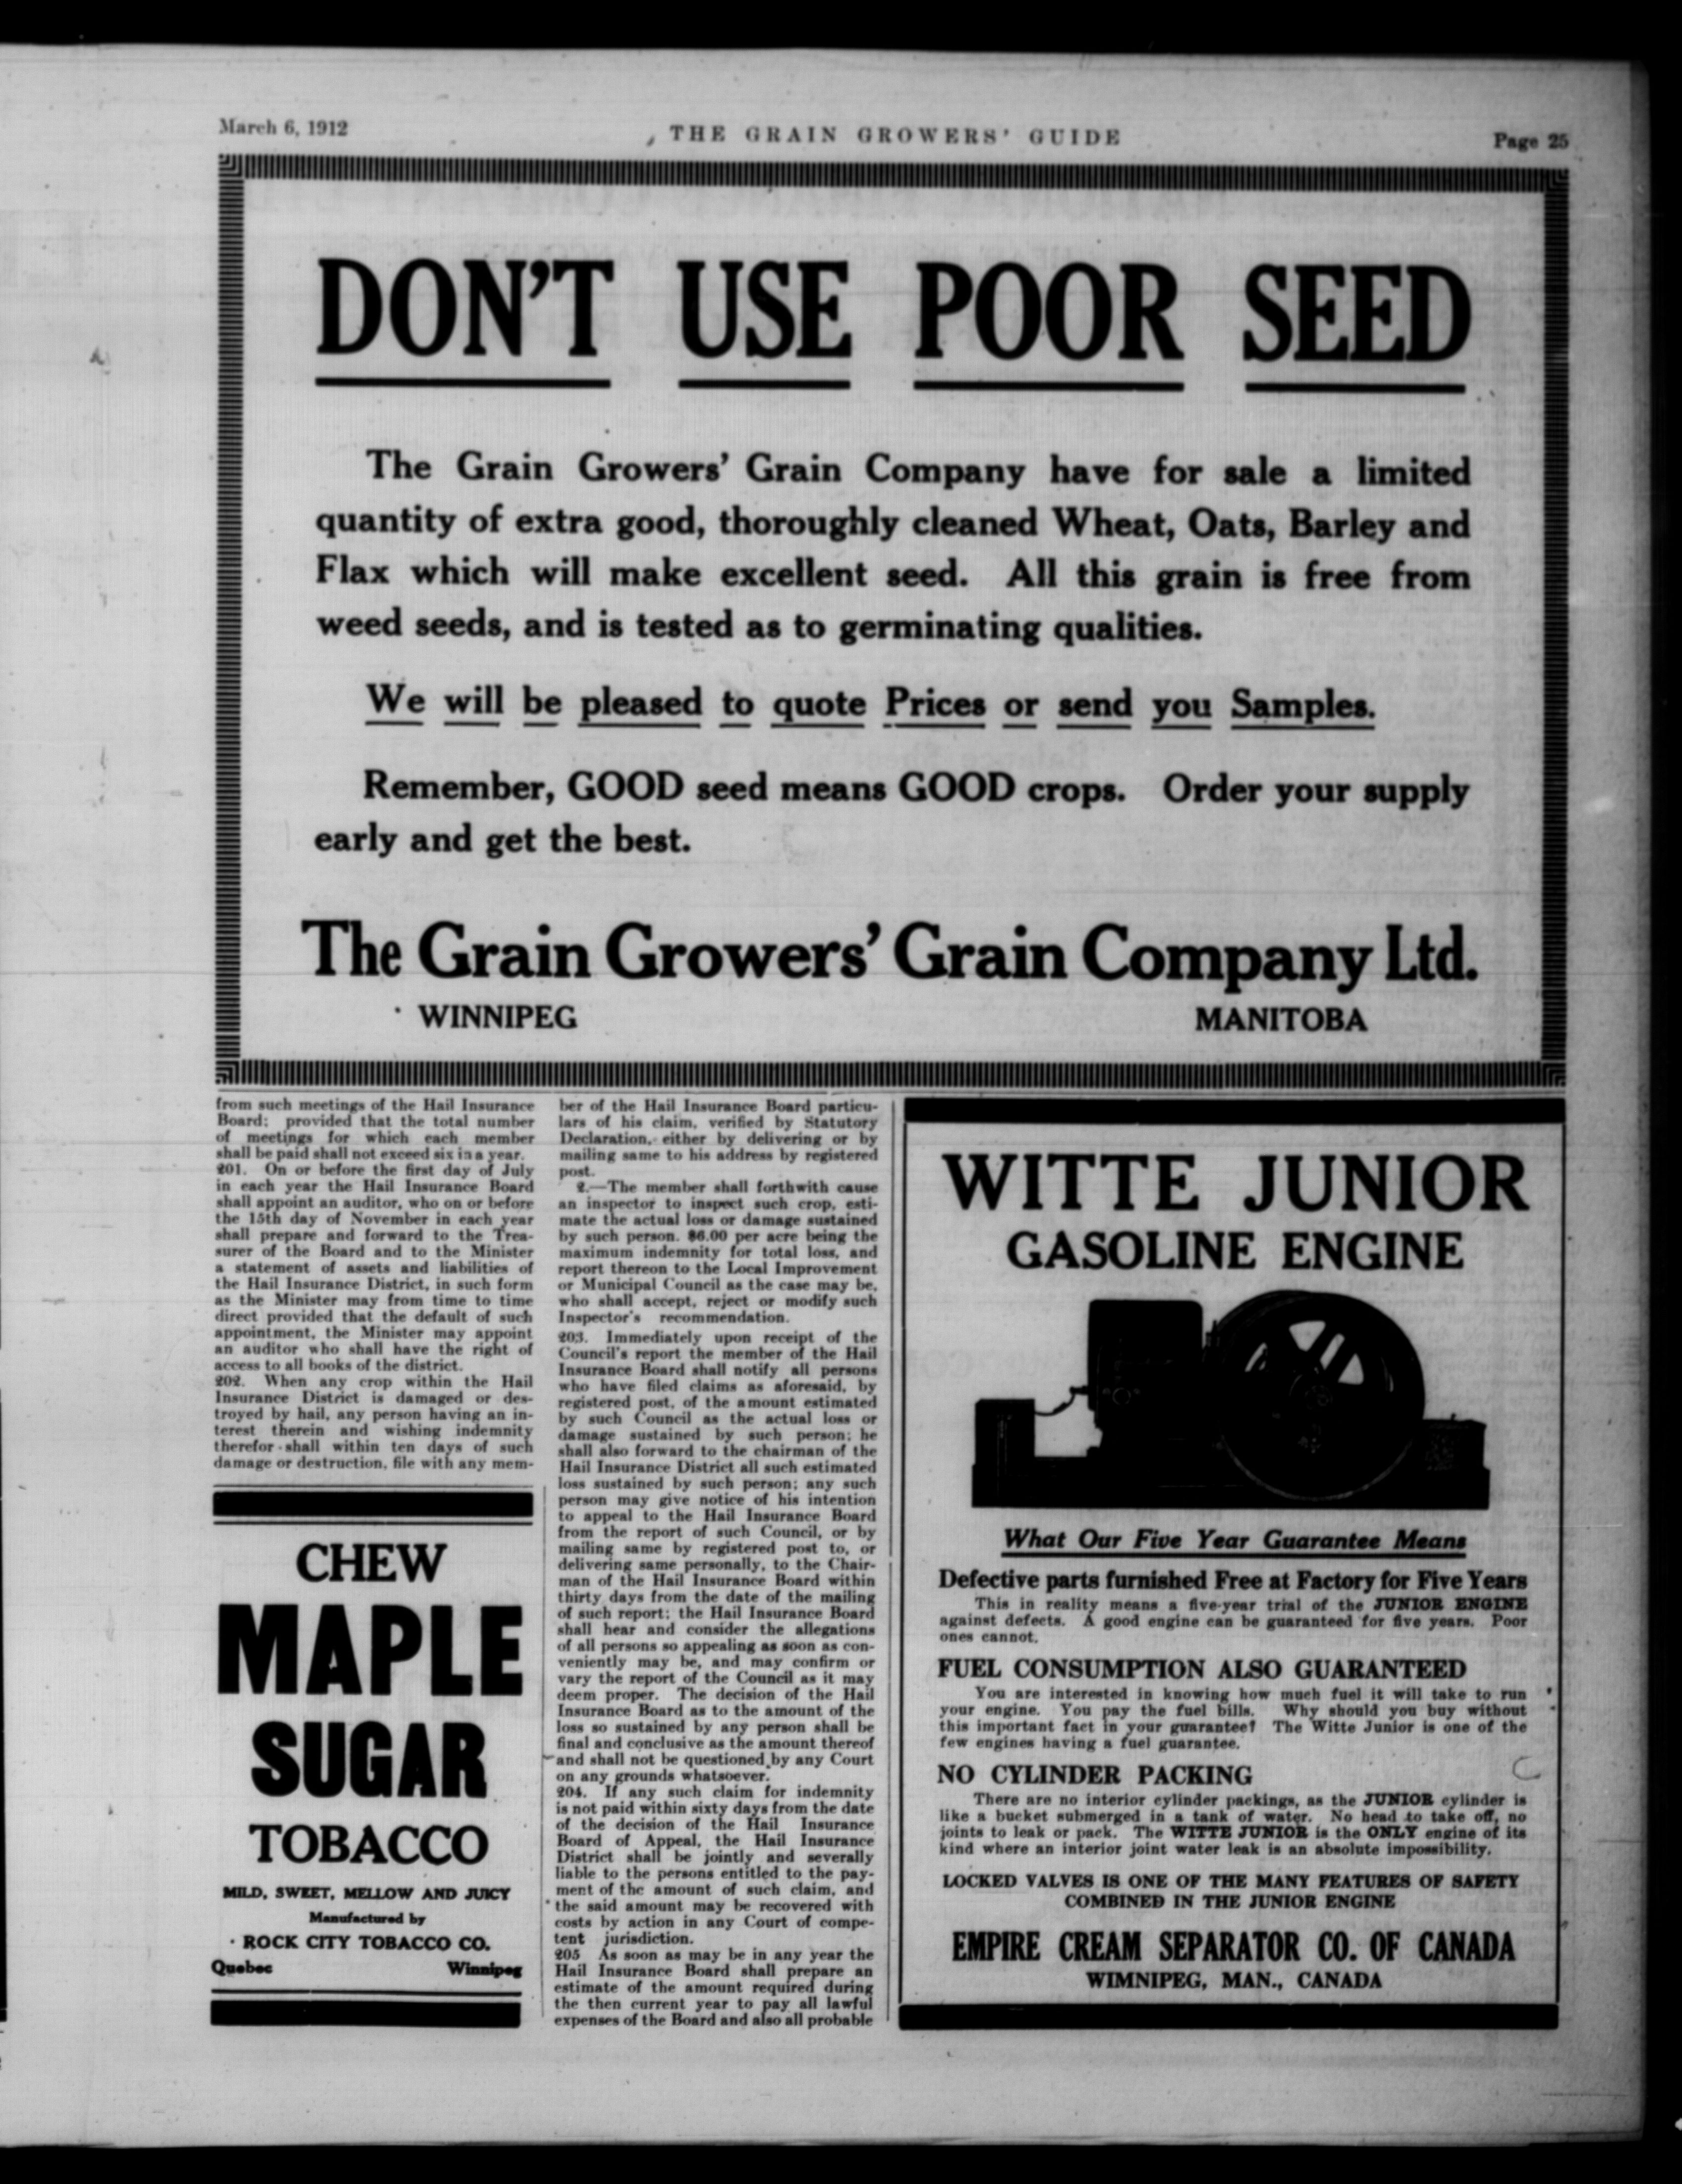 March 6, 1912
THE GRAIN GROWERS' GUIDE
Page 25
DON'T USE POOR SEED
The Grain Growers' Grain Company have for sale a limited
quantity of extra good, thoroughly cleaned Wheat, Oats, Barley and
Flax which will make excellent seed. All this grain is free from
weed seeds, and is tested as to germinating qualities.
We will be pleased to quote Prices or send you Samples.
Remember, GOOD seed means GOOD crops. Order your supply
early and get the best.
The Grain Growers' Grain Company Ltd.
WINNIPEG
MANITOBA
from such meetings of the Hail Insurance
Board; provided that the total number
of meetings for which each member
shall be paid shall not exceed six in a year.
201. On or before the first day of July
in each year the Hail Insurance Board
shall appoint an auditor, who on or before
the 15th day of November in each year
shall prepare and forward to the Trea-
surer of the Board and to the Minister
a statement of assets and liabilities of
the Hail Insurance District, in such form
as the Minister may from time to time
direct provided that the default of such
appointment, the Minister may appoint
an auditor who shall have the right of
access to all books of the district.
202. When any crop within the Hail
Insurance District is damaged or des-
troyed by hail, any person having an in-
terest therein and wishing indemnity
therefor shall within ten days of such
damage or destruction, file with any mem-
CHEW
MAPLE
SUGAR
TOBACCO
MILD, SWEET, MELLOW AND JUICY
Manufactured by
ROCK CITY TOBACCO CO.
Quebec
Winnipeg
ber of the Hail Insurance Board particu-
lars of his claim, verified by Statutory
Declaration, either by delivering or by
mailing same to his address by registered
post.
2.—The member shall forthwith cause
an inspector to inspect such crop, esti-
mate the actual loss or damage sustained
by such person. $6.00 per acre being the
maximum indemnity for total loss, and
report thereon to the Local Improvement
or Municipal Council as the case may be,
who shall accept, reject or modify such
Inspector's recommendation.
203. Immediately upon receipt of the
Council's report the member of the Hail
Insurance Board shall notify all persons
who have filed claims as aforesaid, by
registered post, of the amount estimated
by such Council as the actual loss or
damage sustained by such person; he
shall also forward to the chairman of the
Hail Insurance District all such estimated
loss sustained by such person; any such
person may give notice of his intention
to appeal to the Hail Insurance Board
from the report of such Council, or by
mailing same by registered post to, or
delivering same personally, to the Chair-
man of the Hail Insurance Board within
thirty days from the date of the mailing
of such report; the Hail Insurance Board
shall hear and consider the allegations
of all persons so appealing as soon as con-
veniently may be, and may confirm or
vary the report of the Council as it may
deem proper. The decision of the Hail
Insurance Board as to the amount of the
loss so sustained by any person shall be
final and conclusive as the amount thereof
and shall not be questioned by any Court
on any grounds whatsoever.
204. If any such claim for indemnity
is not paid within sixty days from the date
of the decision of the Hail Insurance
Board of Appeal, the Hail Insurance
District shall be jointly and severally
liable to the persons entitled to the pay-
ment of the amount of such claim, and
the said amount may be recovered with
costs by action in any Court of compe-
tent jurisdiction.
205 As soon as may be in any year the
Hail Insurance Board shall prepare an
estimate of the amount required during
the then current year to pay all lawful
expenses of the Board and also all probable
WITTE JUNIOR
GASOLINE ENGINE
What Our Five Year Guarantee Means
Defective parts furnished Free at Factory for Five Years
This in reality means a five-year trial of the JUNIOR ENGINE
against defects. A good engine can be guaranteed for five years. Poor
ones cannot.
FUEL CONSUMPTION ALSO GUARANTEED
You are interested in knowing how much fuel it will take to run
your engine. You pay the fuel bills. Why should you buy without
this important fact in your guarantee? The Witte Junior is one of the
few engines having a fuel guarantee.
NO CYLINDER PACKING
There are no interior cylinder packings, as the JUNIOR cylinder is
like a bucket submerged in a tank of water. No head to take off, no
joints to leak or pack. The WITTE JUNIOR is the ONLY engine of its
kind where an interior joint water leak is an absolute impossibility.
LOCKED VALVES IS ONE OF THE MANY FEATURES OF SAFETY
COMBINED IN THE JUNIOR ENGINE
EMPIRE CREAM SEPARATOR CO. OF CANADA
WIMNIPEG, MAN., CANADA